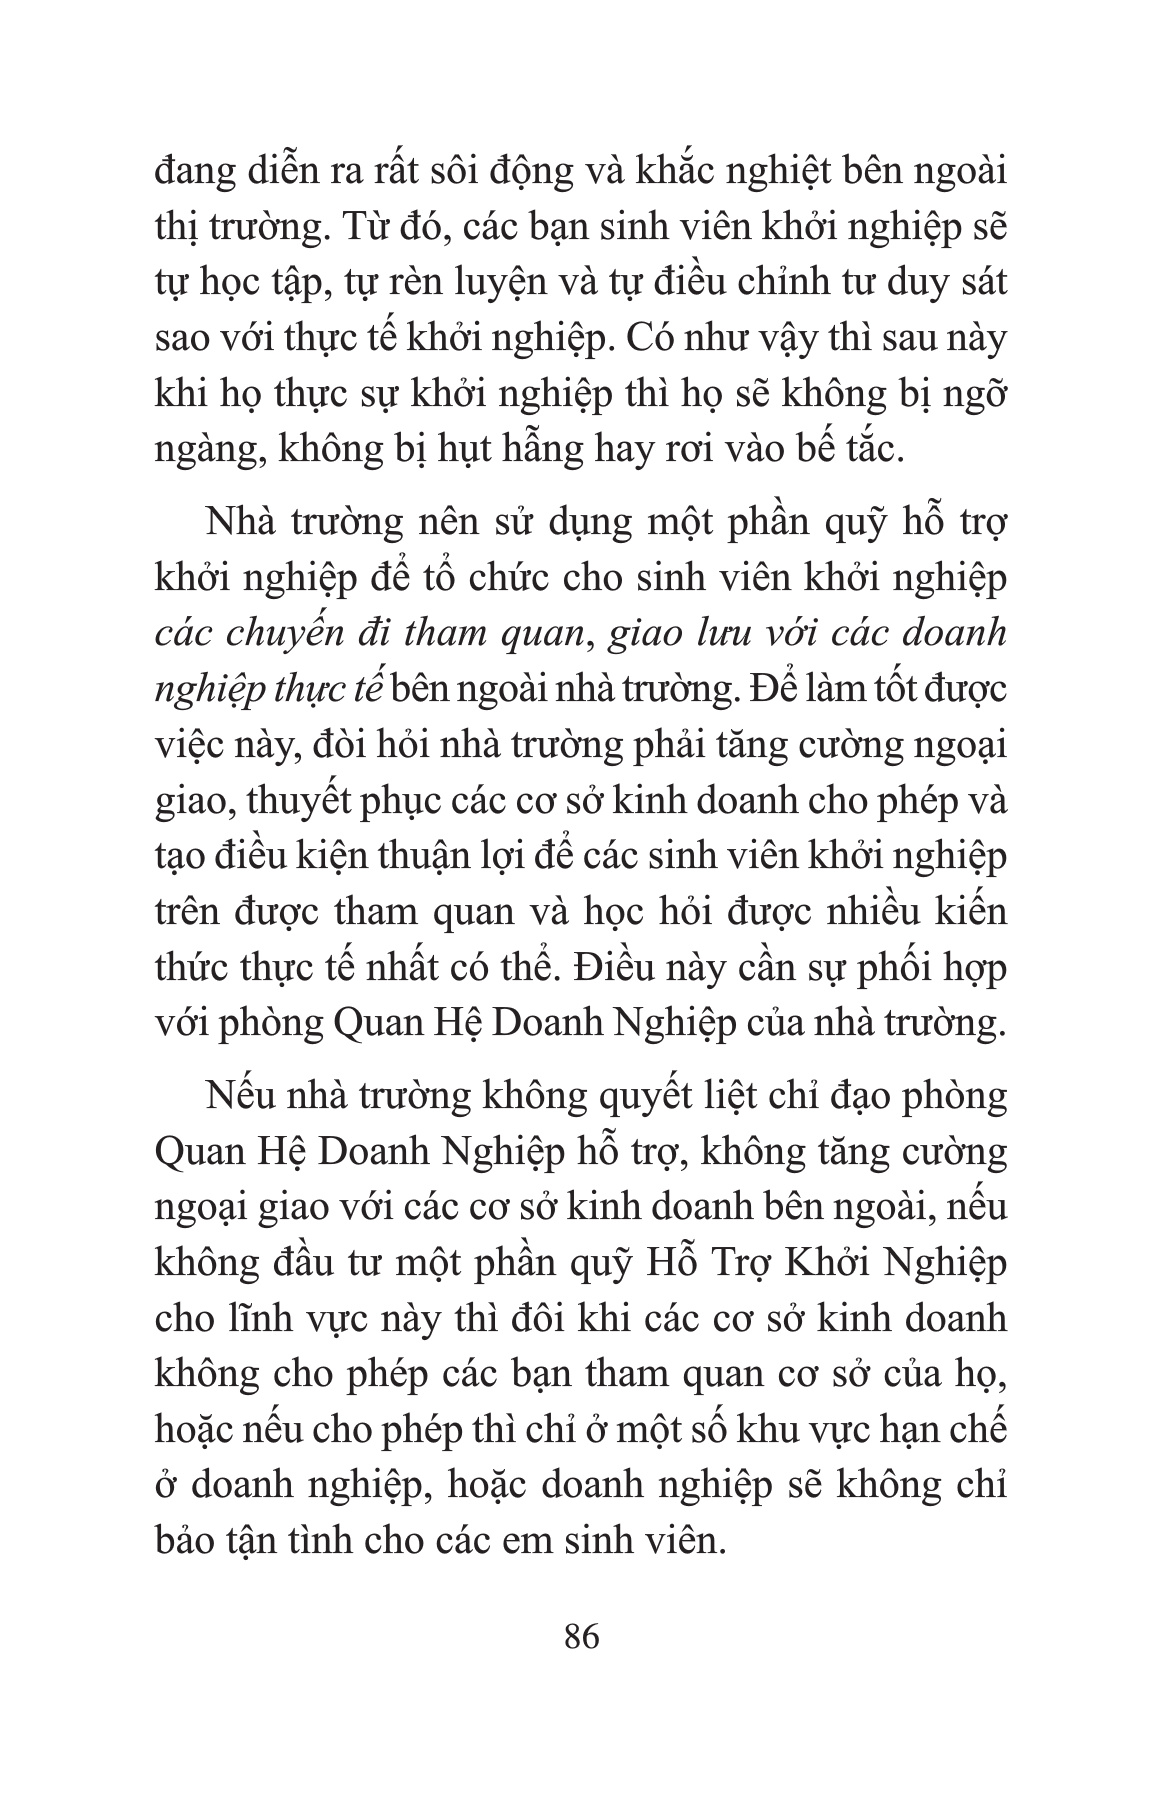 đang diễn ra rất sôi động và khắc nghiệt bên ngoài
thị trường. Từ đó, các bạn sinh viên khởi nghiệp sẽ
tự học tập, tự rèn luyện và tự điều chỉnh tư duy sát
sao với thực tế khởi nghiệp. Có như vậy thì sau này
khi họ thực sự khởi nghiệp thì họ sẽ không bị ngỡ
ngàng, không bị hụt hẫng hay rơi vào bế tắc.
Nhà trường nên sử dụng một phần quỹ hỗ trợ
khởi nghiệp để tổ chức cho sinh viên khởi nghiệp
các chuyến đi tham quan, giao lưu với các doanh
nghiệp thực tế bên ngoài nhà trường. Để làm tốt được
việc này, đòi hỏi nhà trường phải tăng cường ngoại
giao, thuyết phục các cơ sở kinh doanh cho phép và
tạo điều kiện thuận lợi để các sinh viên khởi nghiệp
trên được tham quan và học hỏi được nhiều kiến
thức thực tế nhất có thể. Điều này cần sự phối hợp
với phòng Quan Hệ Doanh Nghiệp của nhà trường.
Nếu nhà trường không quyết liệt chỉ đạo phòng
Quan Hệ Doanh Nghiệp hỗ trợ, không tăng cường
ngoại giao với các cơ sở kinh doanh bên ngoài, nếu
không đầu tư một phần quỹ Hỗ Trợ Khởi Nghiệp
cho lĩnh vực này thì đôi khi các cơ sở kinh doanh
không cho phép các bạn tham quan cơ sở của họ,
hoặc nếu cho phép thì chỉ ở một số khu vực hạn chế
ở doanh nghiệp, hoặc doanh nghiệp sẽ không chỉ
bảo tận tình cho các em sinh viên.
86